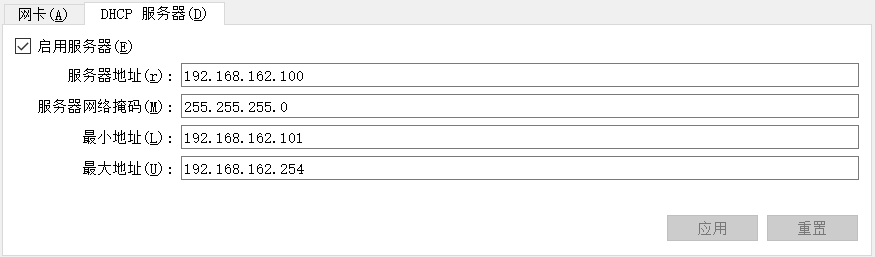 网卡(A)
DHCP 服务器(D)
启用服务器(E)
服务器地址(r): 192.168.162.100
服务器网络掩码(M): 255.255.255.0
最小地址(L): 192.168.162.101
最大地址(U): 192.168.162.254
应用
重置